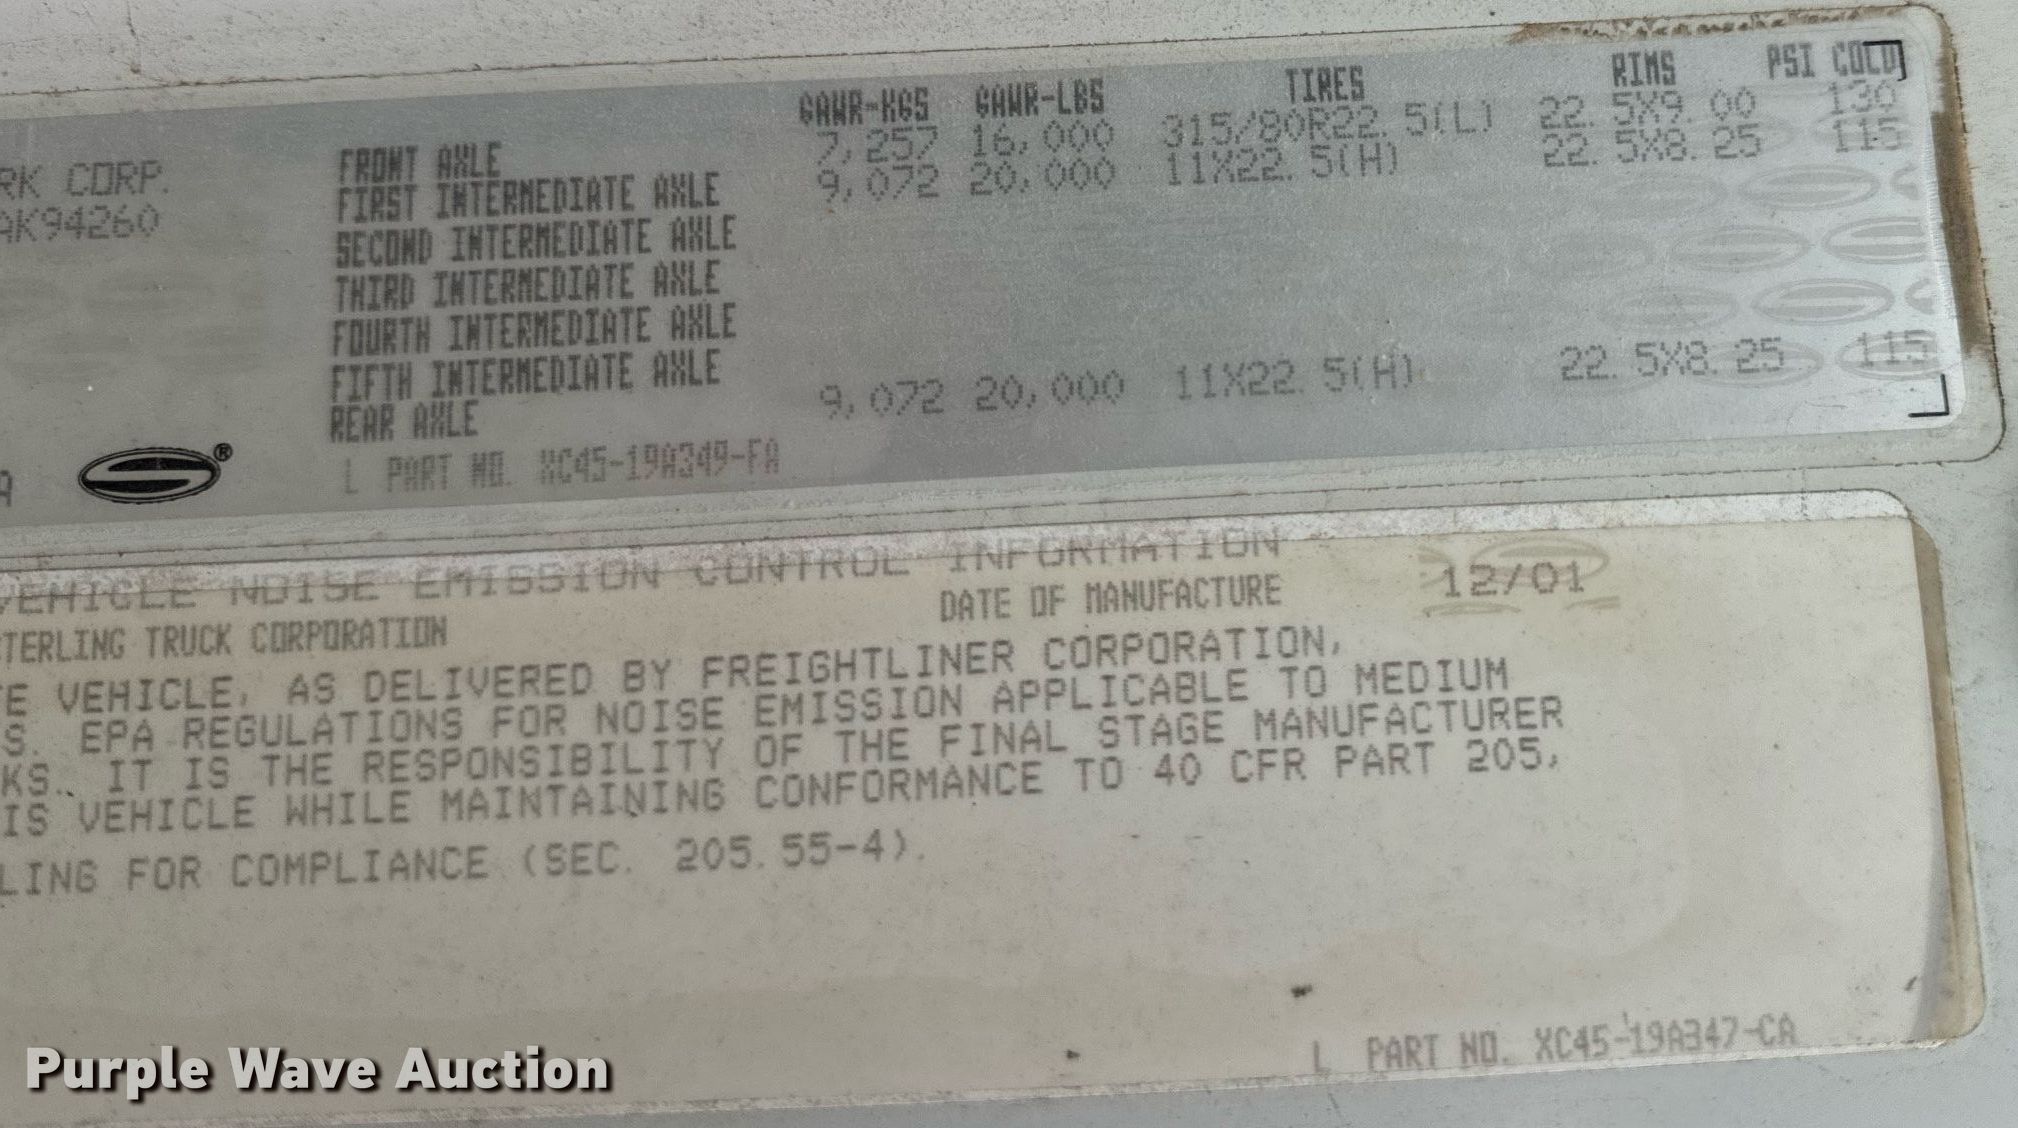 GAWR-KGS GAWR-LBS TIRES RIMS PSI COLD
RK CORP. FRONT AXLE 7,257 16,000 315/80R22.5(L) 22.5X9.00 130
AK94260 FIRST INTERMEDIATE AXLE 9,072 20,000 11X22.5(H) 22.5X8.25 115
SECOND INTERMEDIATE AXLE
THIRD INTERMEDIATE AXLE
FOURTH INTERMEDIATE AXLE
FIFTH INTERMEDIATE AXLE
REAR AXLE 9,072 20,000 11X22.5(H) 22.5X8.25 115
A ® L PART NO. XC45-19A349-FA
VEHICLE NOISE EMISSION CONTROL INFORMATION
STERLING TRUCK CORPORATION DATE OF MANUFACTURE 12/01
E VEHICLE, AS DELIVERED BY FREIGHTLINER CORPORATION,
S. EPA REGULATIONS FOR NOISE EMISSION APPLICABLE TO MEDIUM
KS. IT IS THE RESPONSIBILITY OF THE FINAL STAGE MANUFACTURER
IS VEHICLE WHILE MAINTAINING CONFORMANCE TO 40 CFR PART 205,
LING FOR COMPLIANCE (SEC. 205.55-4).
L PART NO. XC45-19A347-CA
Purple Wave Auction